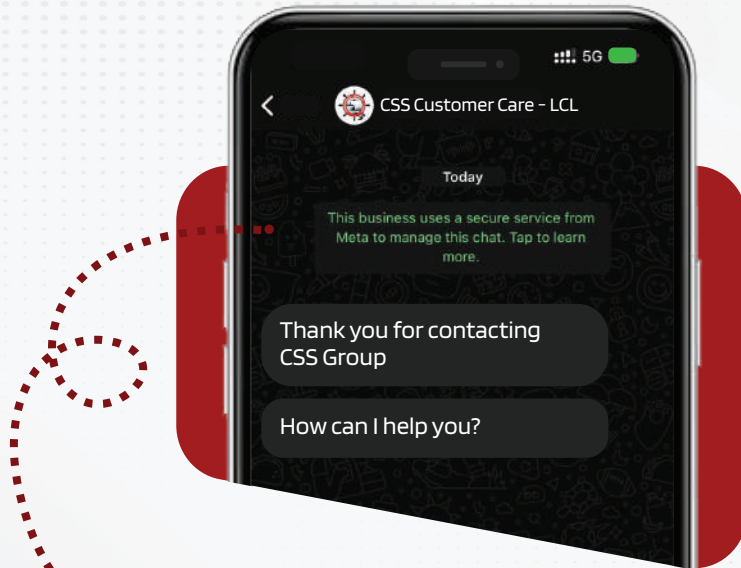 5G
CSS Customer Care - LCL
Today
This business uses a secure service from
Meta to manage this chat. Tap to learn
more.
Thank you for contacting
CSS Group
How can I help you?